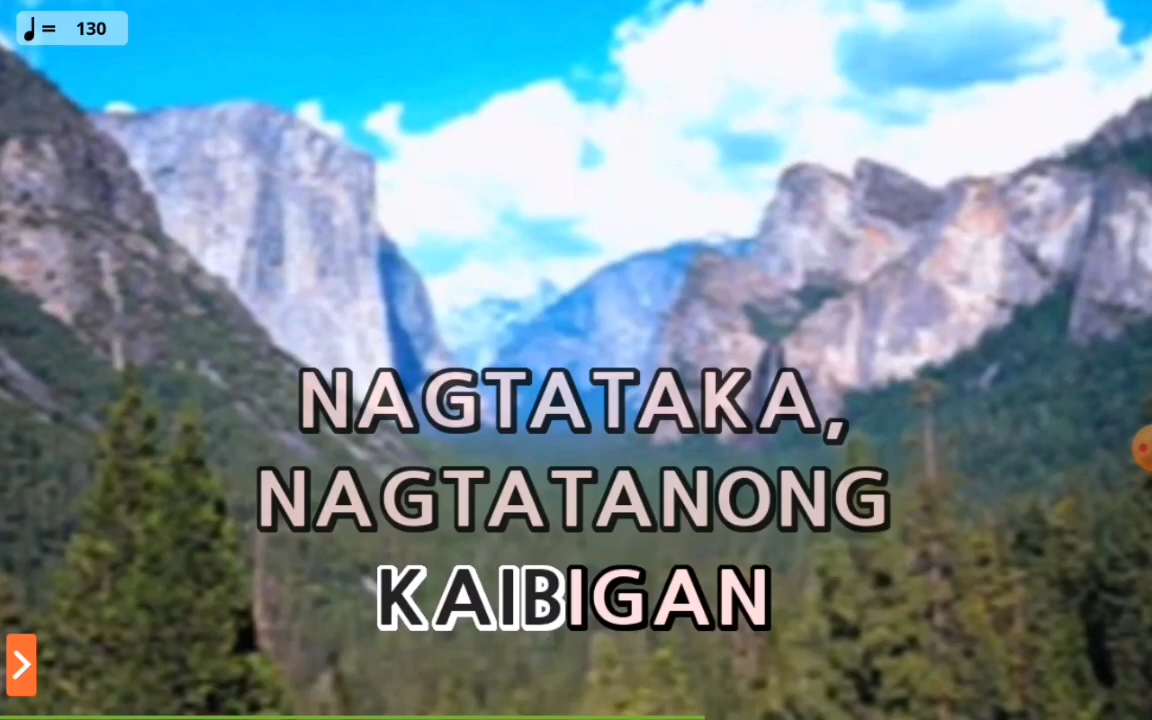 ♩ = 130
NAGTATAKA,
NAGTATANONG
KAIBIGAN